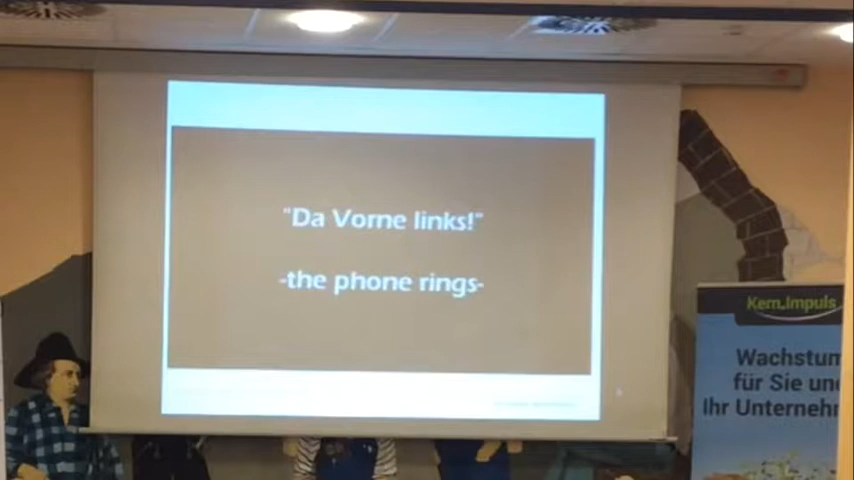 "Da Vorne links!"
-the phone rings-
Kern.Impuls
Wachstum
für Sie und
Ihr Unternehm